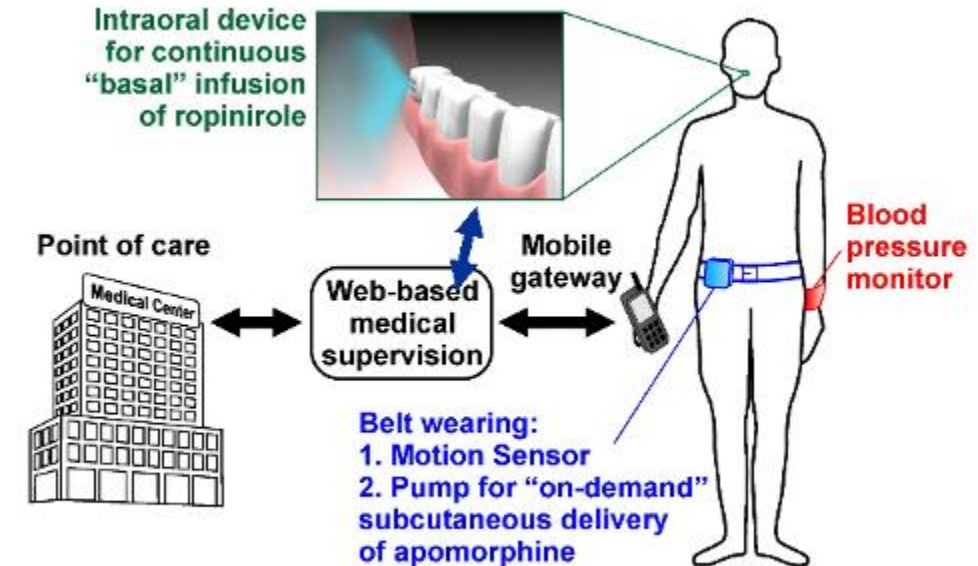 Intraoral device
for continuous
“basal” infusion
of ropinirole
Point of care
Medical Center
Web-based
medical
supervision
Mobile
gateway
Blood
pressure
monitor
Belt wearing:
1. Motion Sensor
2. Pump for “on-demand”
subcutaneous delivery
of apomorphine